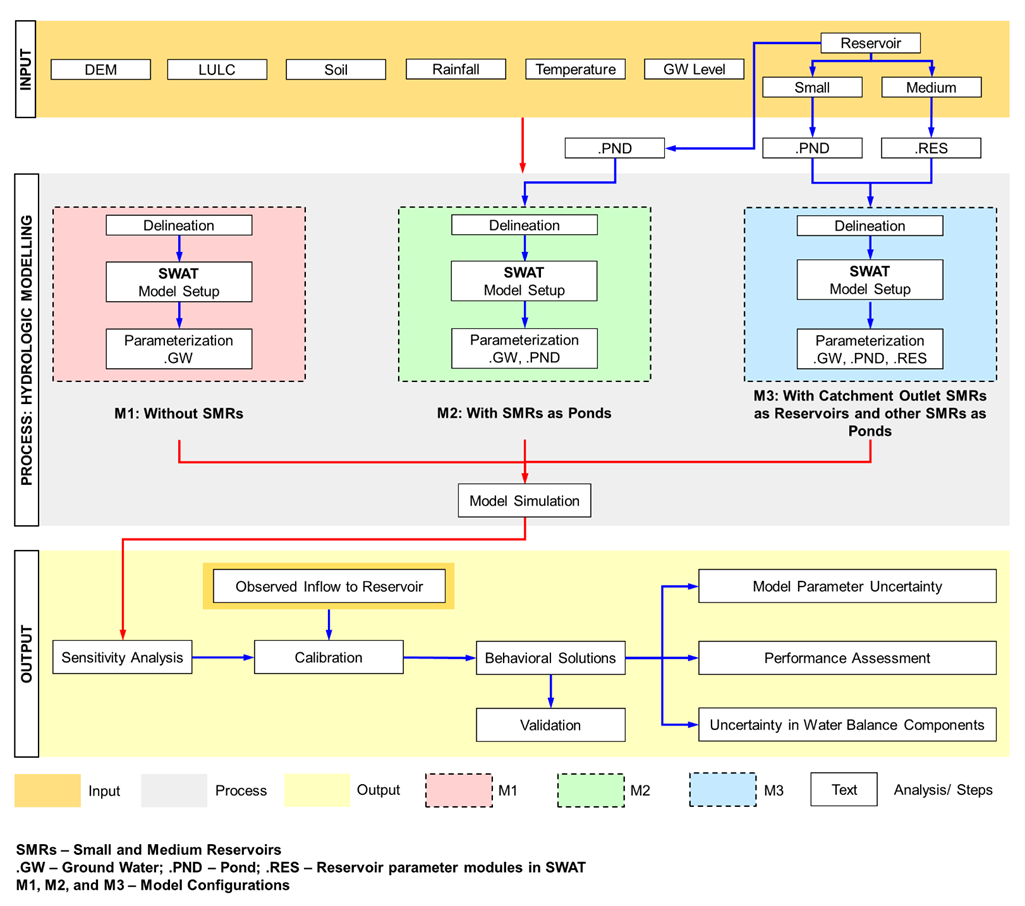 INPUT
Reservoir
DEM
LULC
Soil
Rainfall
Temperature
GW Level
Small
Medium
.PND
.PND
.RES
PROCESS: HYDROLOGIC MODELLING
Delineation
SWAT
Model Setup
Parameterization
.GW
M1: Without SMRs
Delineation
SWAT
Model Setup
Parameterization
.GW, .PND
M2: With SMRs as Ponds
Delineation
SWAT
Model Setup
Parameterization
.GW, .PND, .RES
M3: With Catchment Outlet SMRs
as Reservoirs and other SMRs as
Ponds
Model Simulation
OUTPUT
Observed Inflow to Reservoir
Model Parameter Uncertainty
Sensitivity Analysis
Calibration
Behavioral Solutions
Performance Assessment
Validation
Uncertainty in Water Balance Components
Input
Process
Output
M1
M2
M3
Text
Analysis/ Steps
SMRs – Small and Medium Reservoirs
.GW – Ground Water; .PND – Pond; .RES – Reservoir parameter modules in SWAT
M1, M2, and M3 – Model Configurations